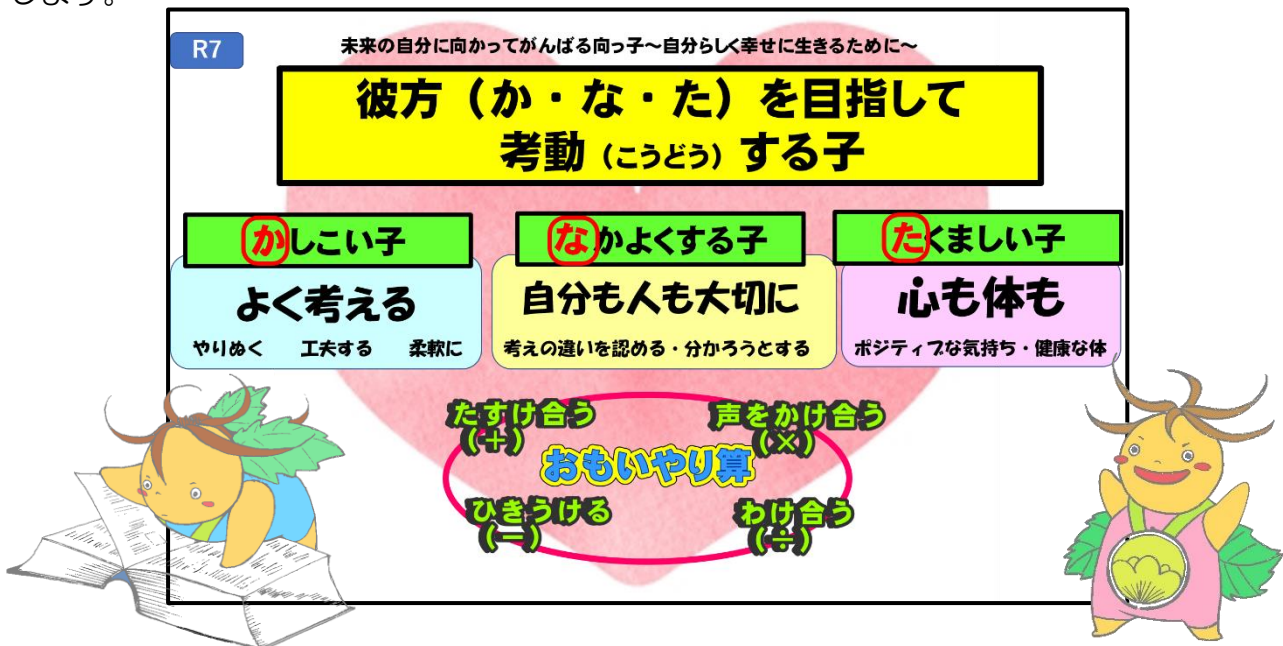 します。
R7
未来の自分に向かってがんばる向っ子～自分らしく幸せに生きるために～
彼方（か・な・た）を目指して
考動（こうどう）する子
かしこい子
なかよくする子
たくましい子
よく考える
自分も人も大切に
心も体も
やりぬく　工夫する　柔軟に
考えの違いを認める・分かろうとする
ポジティブな気持ち・健康な体
たすけ合う
（＋）
声をかけ合う
（×）
おもいやり算
ひきうける
（－）
わけ合う
（÷）